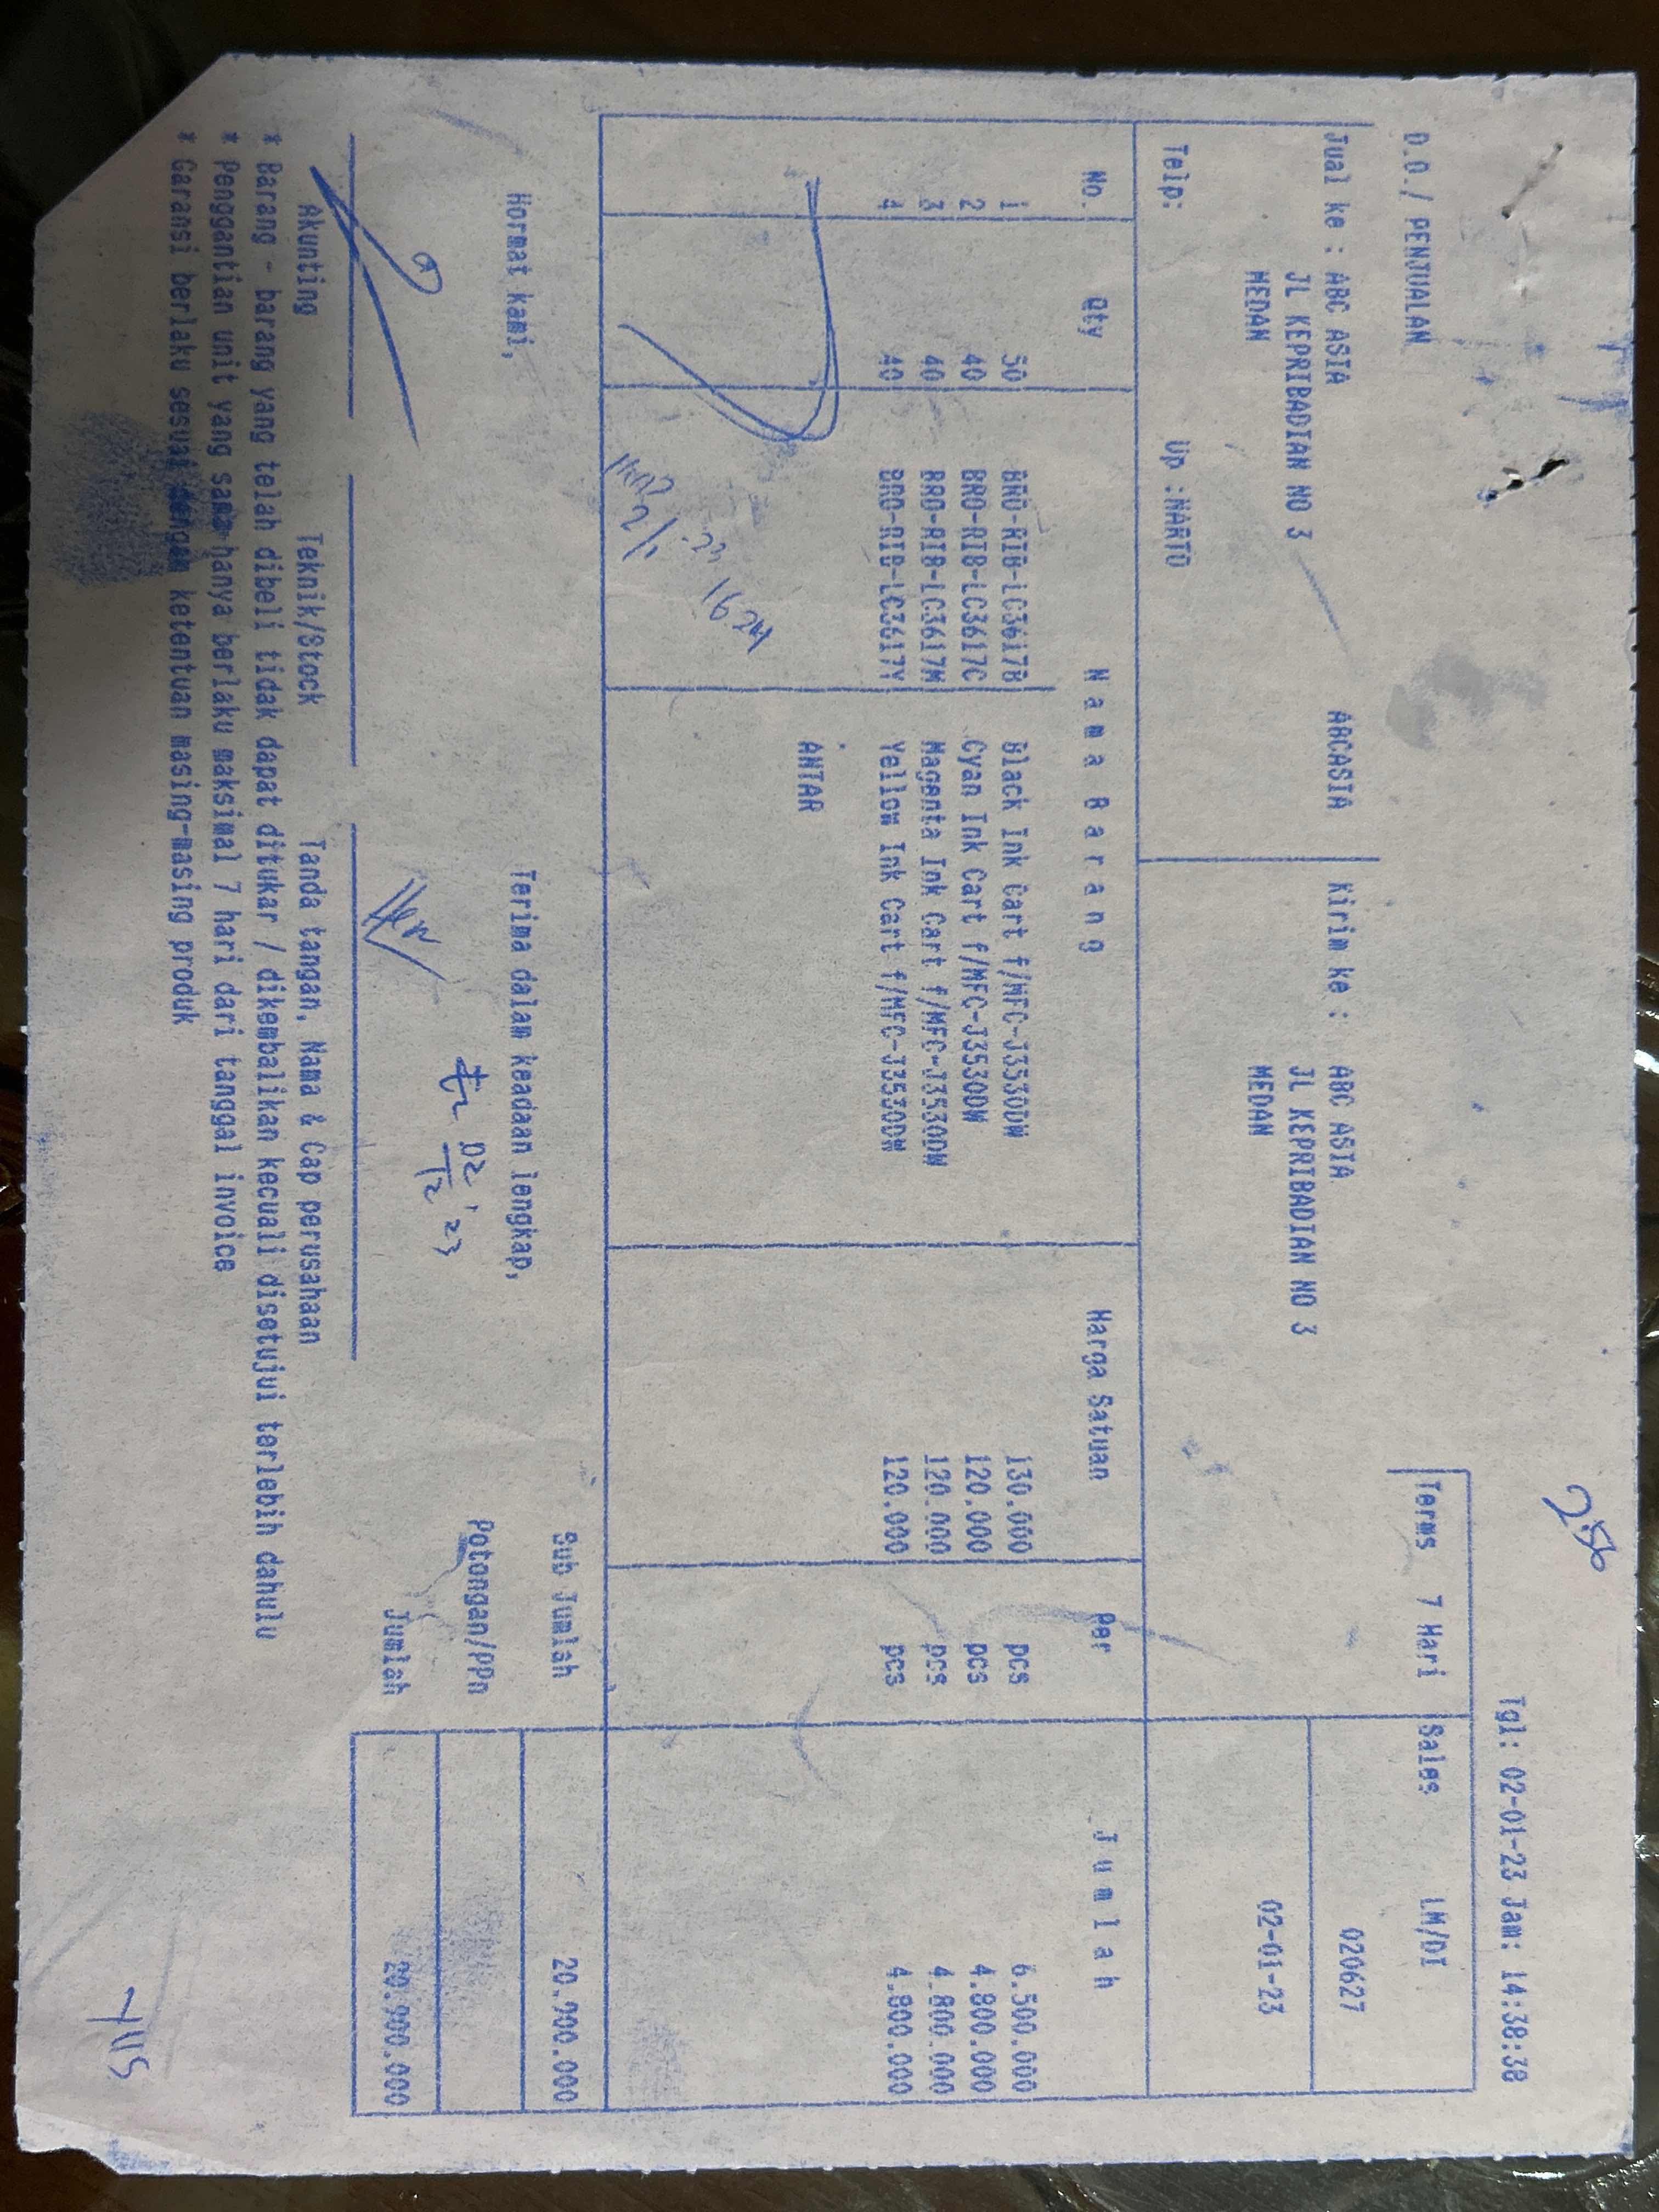 256
Tgl: 02-01-23 Jam: 14:38:38
D.O./ PENJUALAN
Terms 7 Hari Sales LM/DI
Jual ke : ABC ASIA ABCASIA Kirim ke : ABC ASIA 020627
JL KEPRIBADIAN NO 3 JL KEPRIBADIAN NO 3
MEDAN MEDAN 02-01-23
Telp: Up :NARTO
No. Qty N a m a B a r a n g Harga Satuan Per J u m l a h
1 50 BRO-RIB-LC3617B Black Ink Cart f/MFC-J3530DW 130.000 pcs 6.500.000
2 40 BRO-RIB-LC3617C Cyan Ink Cart f/MFC-J3530DW 120.000 pcs 4.800.000
3 40 BRO-RIB-LC3617M Magenta Ink Cart f/MFC-J3530DW 120.000 pcs 4.800.000
4 40 BRO-RIB-LC3617Y Yellow Ink Cart f/MFC-J3530DW 120.000 pcs 4.800.000
ANTAR
16.24
Hormat kami, Terima dalam keadaan lengkap, Sub Jumlah 20.900.000
Potongan/PPn
Jumlah 20.900.000
Akunting Teknik/Stock Tanda tangan, Nama & Cap perusahaan
* Barang - barang yang telah dibeli tidak dapat ditukar / dikembalikan kecuali disetujui terlebih dahulu
* Penggantian unit yang sama hanya berlaku maksimal 7 hari dari tanggal invoice
* Garansi berlaku sesuai dengan ketentuan masing-masing produk